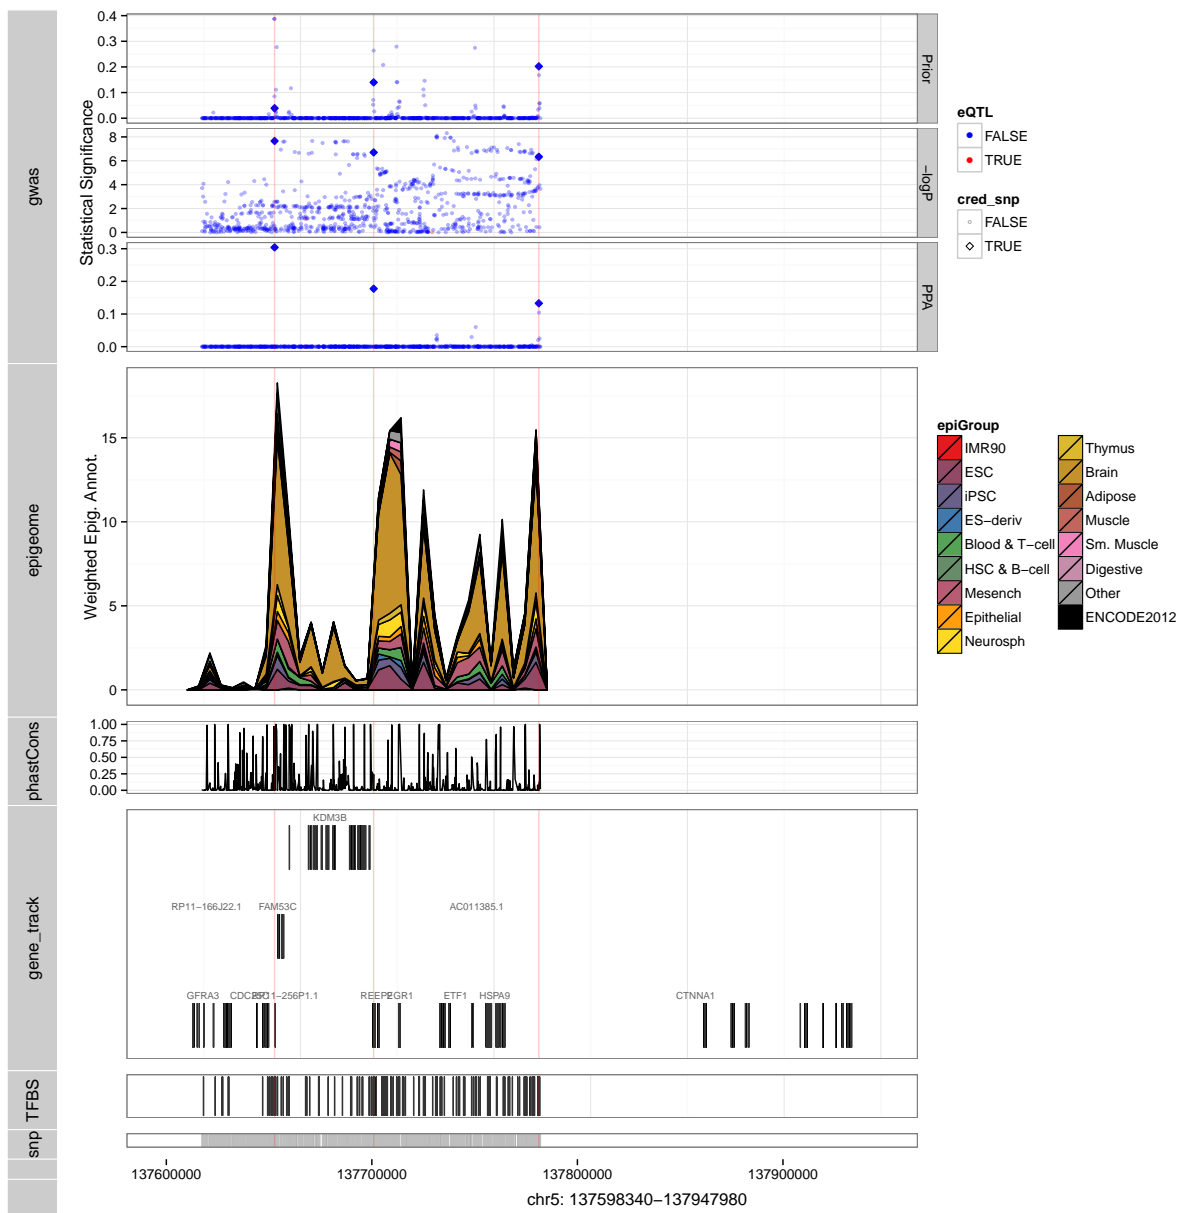 gwas
Statistical Significance
0.4
0.3
0.2
0.1
0.0
Prior
8
6
4
2
0
−logP
0.3
0.2
0.1
0.0
PPA
eQTL
FALSE
TRUE
cred_snp
FALSE
TRUE
epigeome
Weighted Epig. Annot.
15
10
5
0
epiGroup
IMR90
ESC
iPSC
ES−deriv
Blood & T−cell
HSC & B−cell
Mesench
Epithelial
Neurosph
Thymus
Brain
Adipose
Muscle
Sm. Muscle
Digestive
Other
ENCODE2012
phastCons
1.00
0.75
0.50
0.25
0.00
gene_track
KDM3B
RP11−166J22.1 FAM53C AC011385.1
GFRA3 ETF1 HSPA9 CTNNA1
TFBS
snp
137600000 137700000 137800000 137900000
chr5: 137598340−137947980